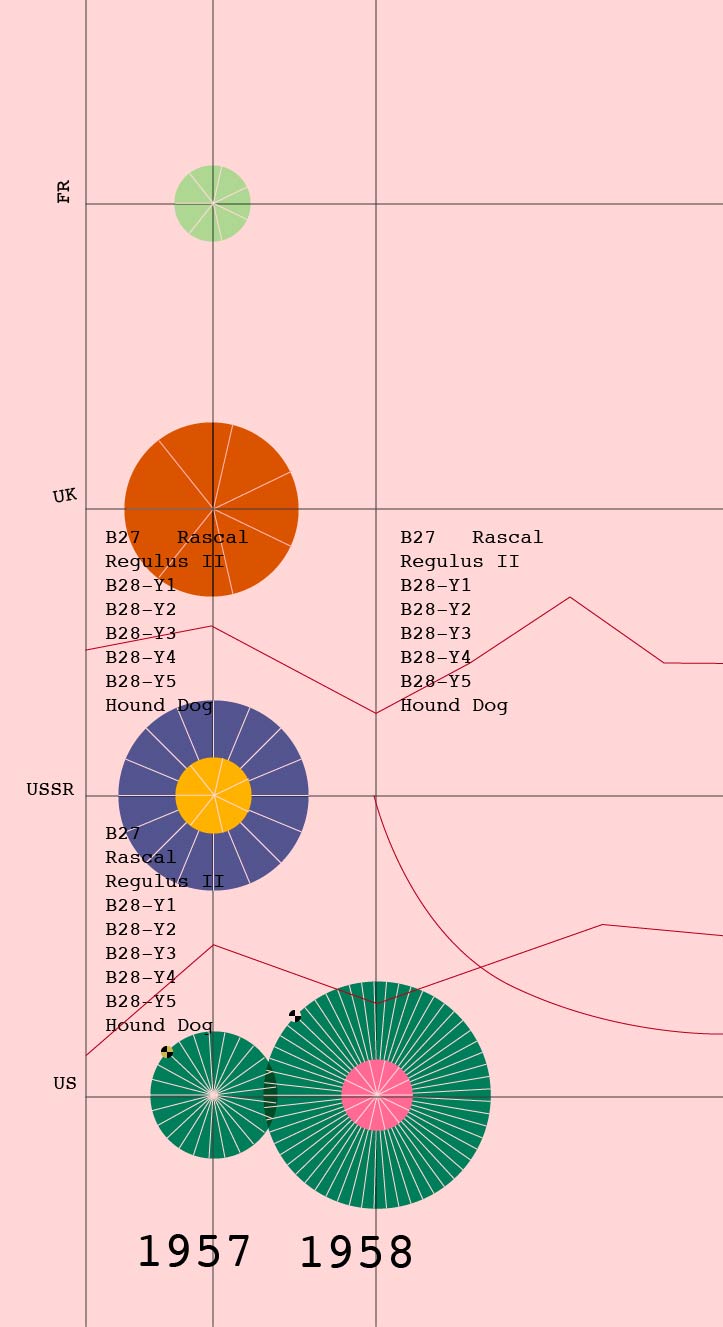 FR
UK
B27 Rascal
Regulus II
B28-Y1
B28-Y2
B28-Y3
B28-Y4
B28-Y5
Hound Dog
B27 Rascal
Regulus II
B28-Y1
B28-Y2
B28-Y3
B28-Y4
B28-Y5
Hound Dog
USSR
B27
Rascal
Regulus II
B28-Y1
B28-Y2
B28-Y3
B28-Y4
B28-Y5
Hound Dog
US
1957 1958